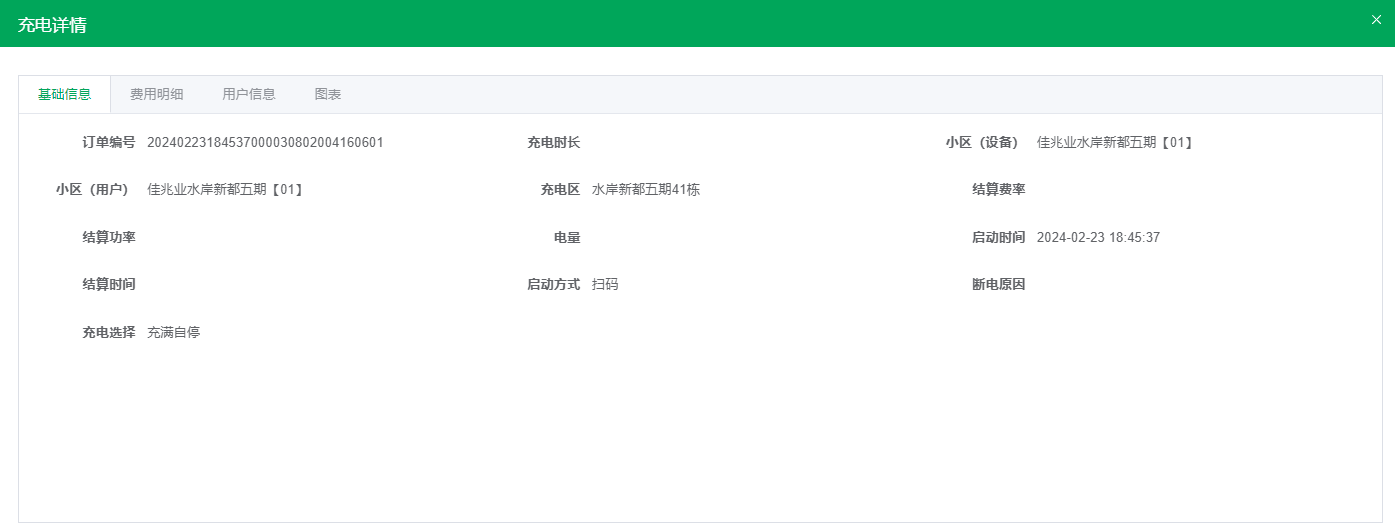 充电详情
基础信息 费用明细 用户信息 图表
订单编号 20240223184537000030802004160601 充电时长 小区（设备） 佳兆业水岸新都五期【01】
小区（用户） 佳兆业水岸新都五期【01】 充电区 水岸新都五期41栋 结算费率
结算功率 电量 启动时间 2024-02-23 18:45:37
结算时间 启动方式 扫码 断电原因
充电选择 充满自停